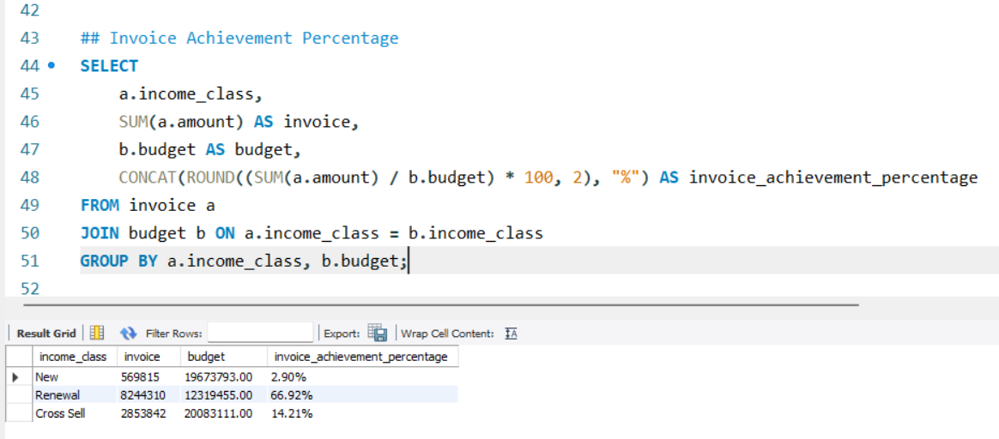 42
43 ## Invoice Achievement Percentage
44 SELECT
45 a.income_class,
46 SUM(a.amount) AS invoice,
47 b.budget AS budget,
48 CONCAT(ROUND((SUM(a.amount) / b.budget) * 100, 2), "%") AS invoice_achievement_percentage
49 FROM invoice a
50 JOIN budget b ON a.income_class = b.income_class
51 GROUP BY a.income_class, b.budget;
52
Result Grid Filter Rows: Export: Wrap Cell Content: IA
income_class invoice budget invoice_achievement_percentage
New 569815 19673793.00 2.90%
Renewal 8244310 12319455.00 66.92%
Cross Sell 2853842 20083111.00 14.21%